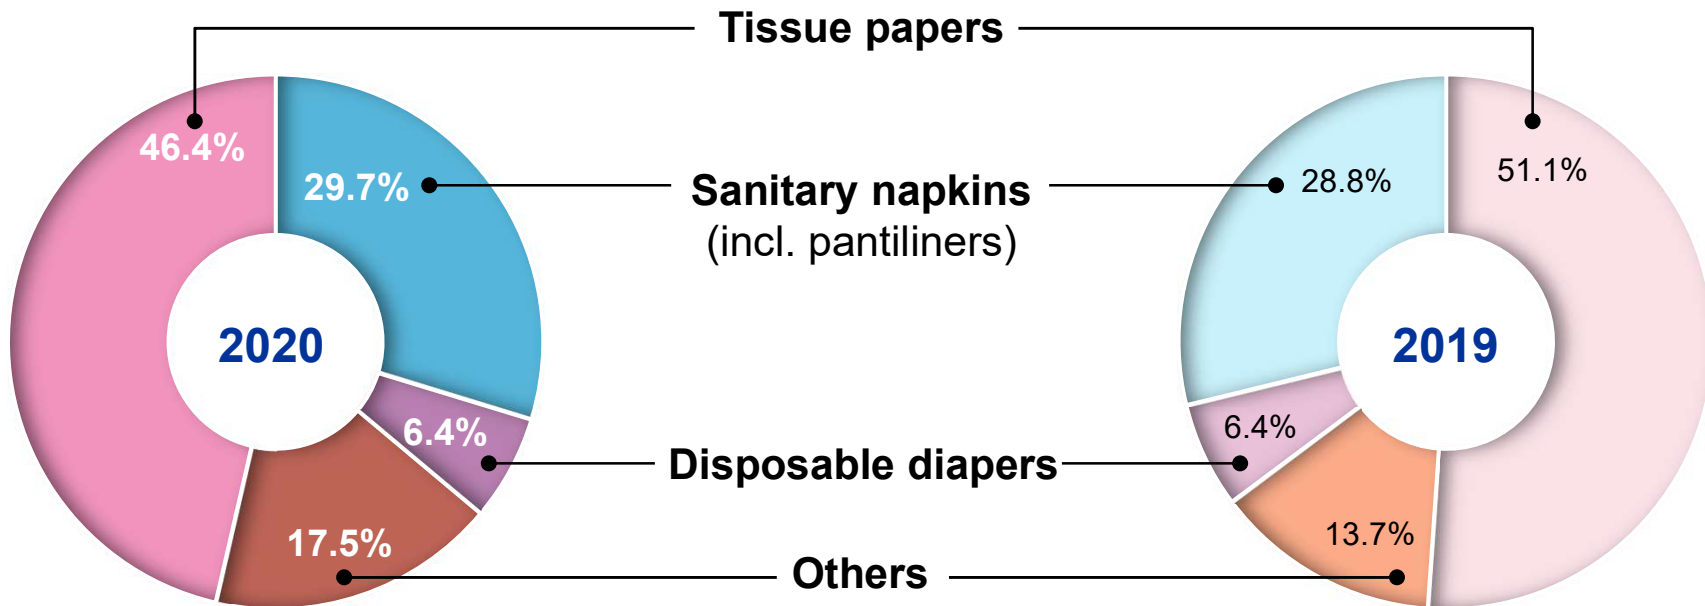 Tissue papers
46.4%
51.1%
29.7%
Sanitary napkins
(incl. pantiliners)
28.8%
2020
2019
6.4%
Disposable diapers
6.4%
17.5%
Others
13.7%